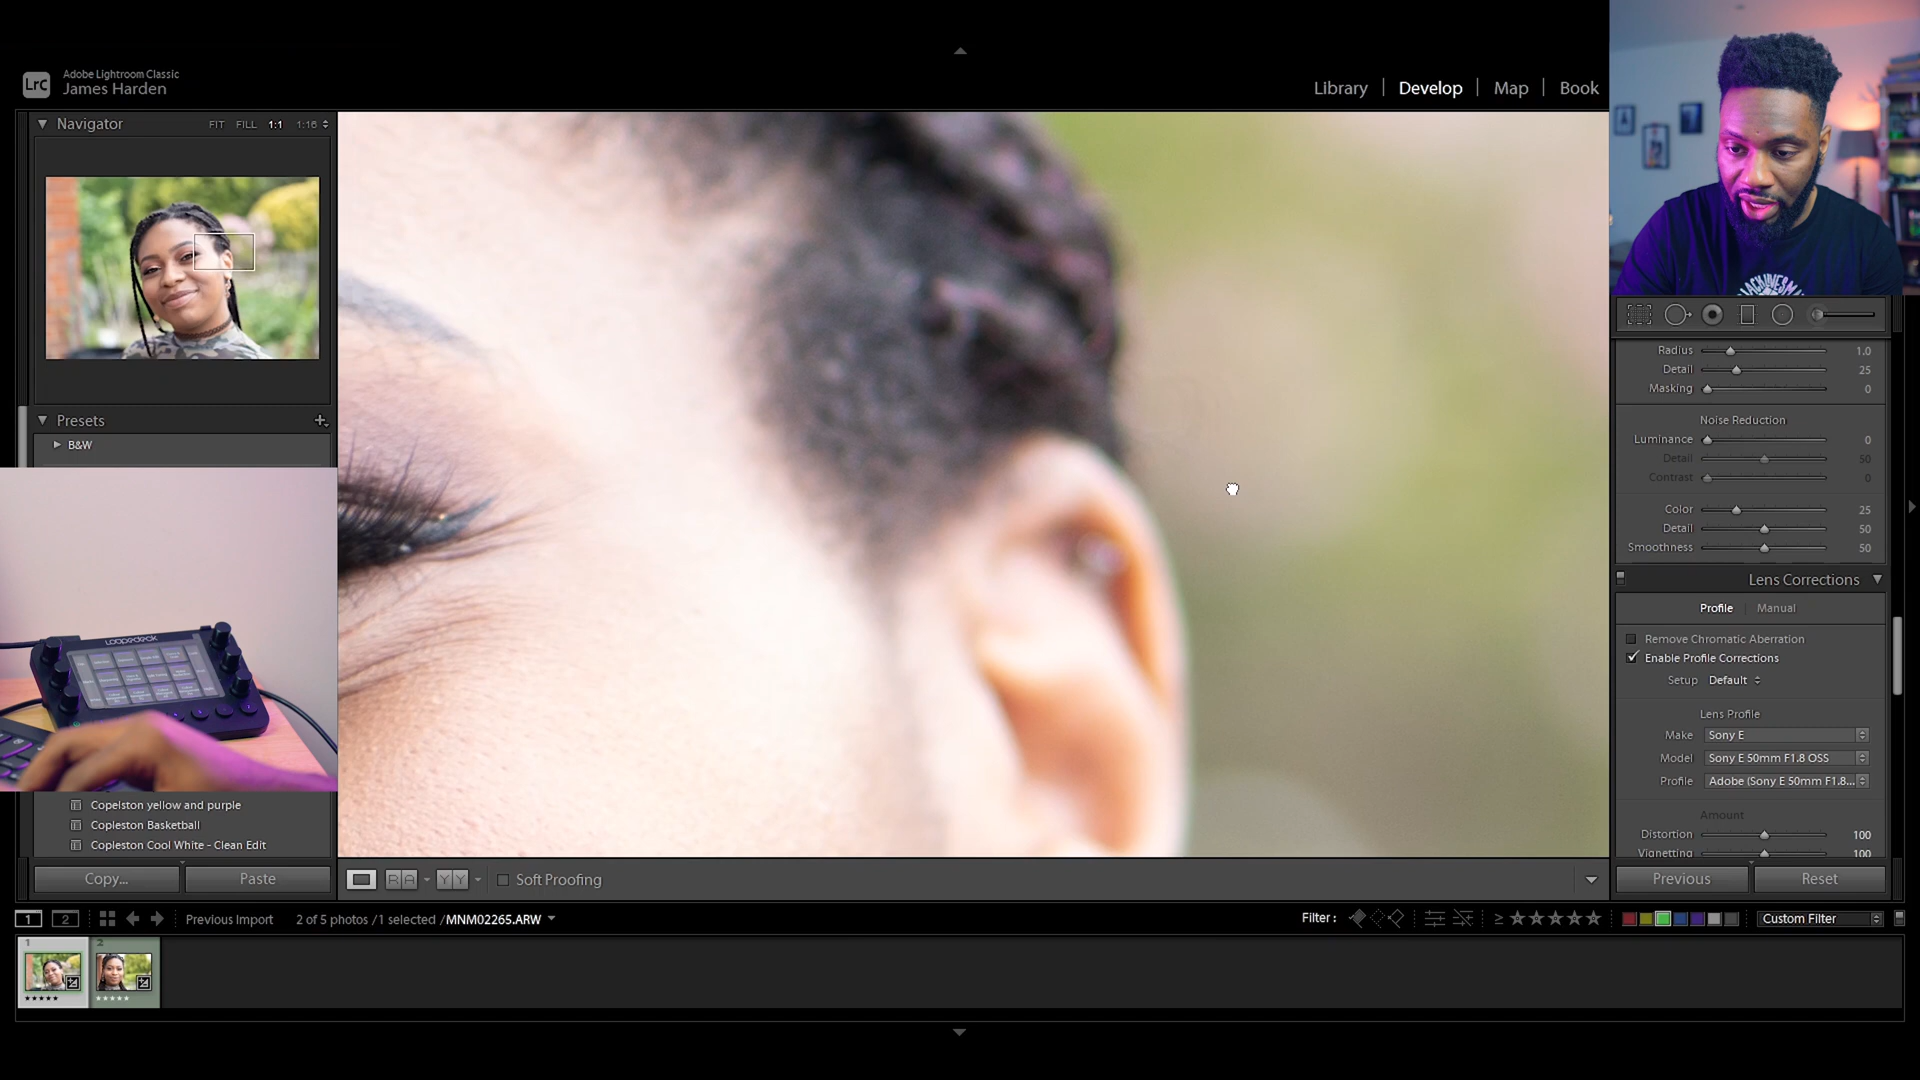 Adobe Lightroom Classic
LrC
James Harden
Library | Develop | Map | Book
Navigator FIT FILL 1:1 1:16
Presets +
B&W
loupedeck
Copelston yellow and purple
Copleston Basketball
Copleston Cool White - Clean Edit
Copy... Paste
RA YY Soft Proofing
Radius 1.0
Detail 25
Masking 0
Noise Reduction
Luminance 0
Detail 50
Contrast 0
Color 25
Detail 50
Smoothness 50
Lens Corrections
Profile Manual
Remove Chromatic Aberration
Enable Profile Corrections
Setup Default
Lens Profile
Make Sony E
Model Sony E 50mm F1.8 OSS
Profile Adobe (Sony E 50mm F1.8...
Amount
Distortion 100
Vignetting 100
Previous Reset
1 2 Previous Import 2 of 5 photos /1 selected /MNM02265.ARW Filter : ≥ ★★★★★ Custom Filter
1 2
★★★★★ ★★★★★